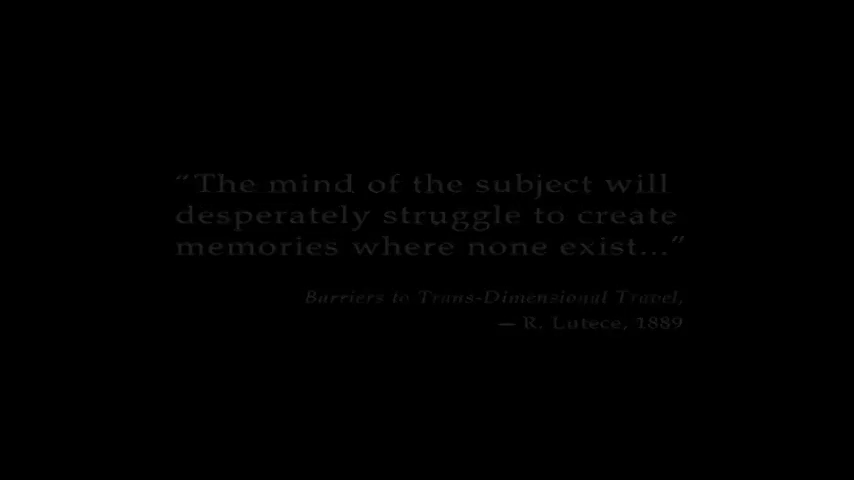 “The mind of the subject will
desperately struggle to create
memories where none exist...”
Barriers to Trans-Dimensional Travel,
— R. Lutece, 1889